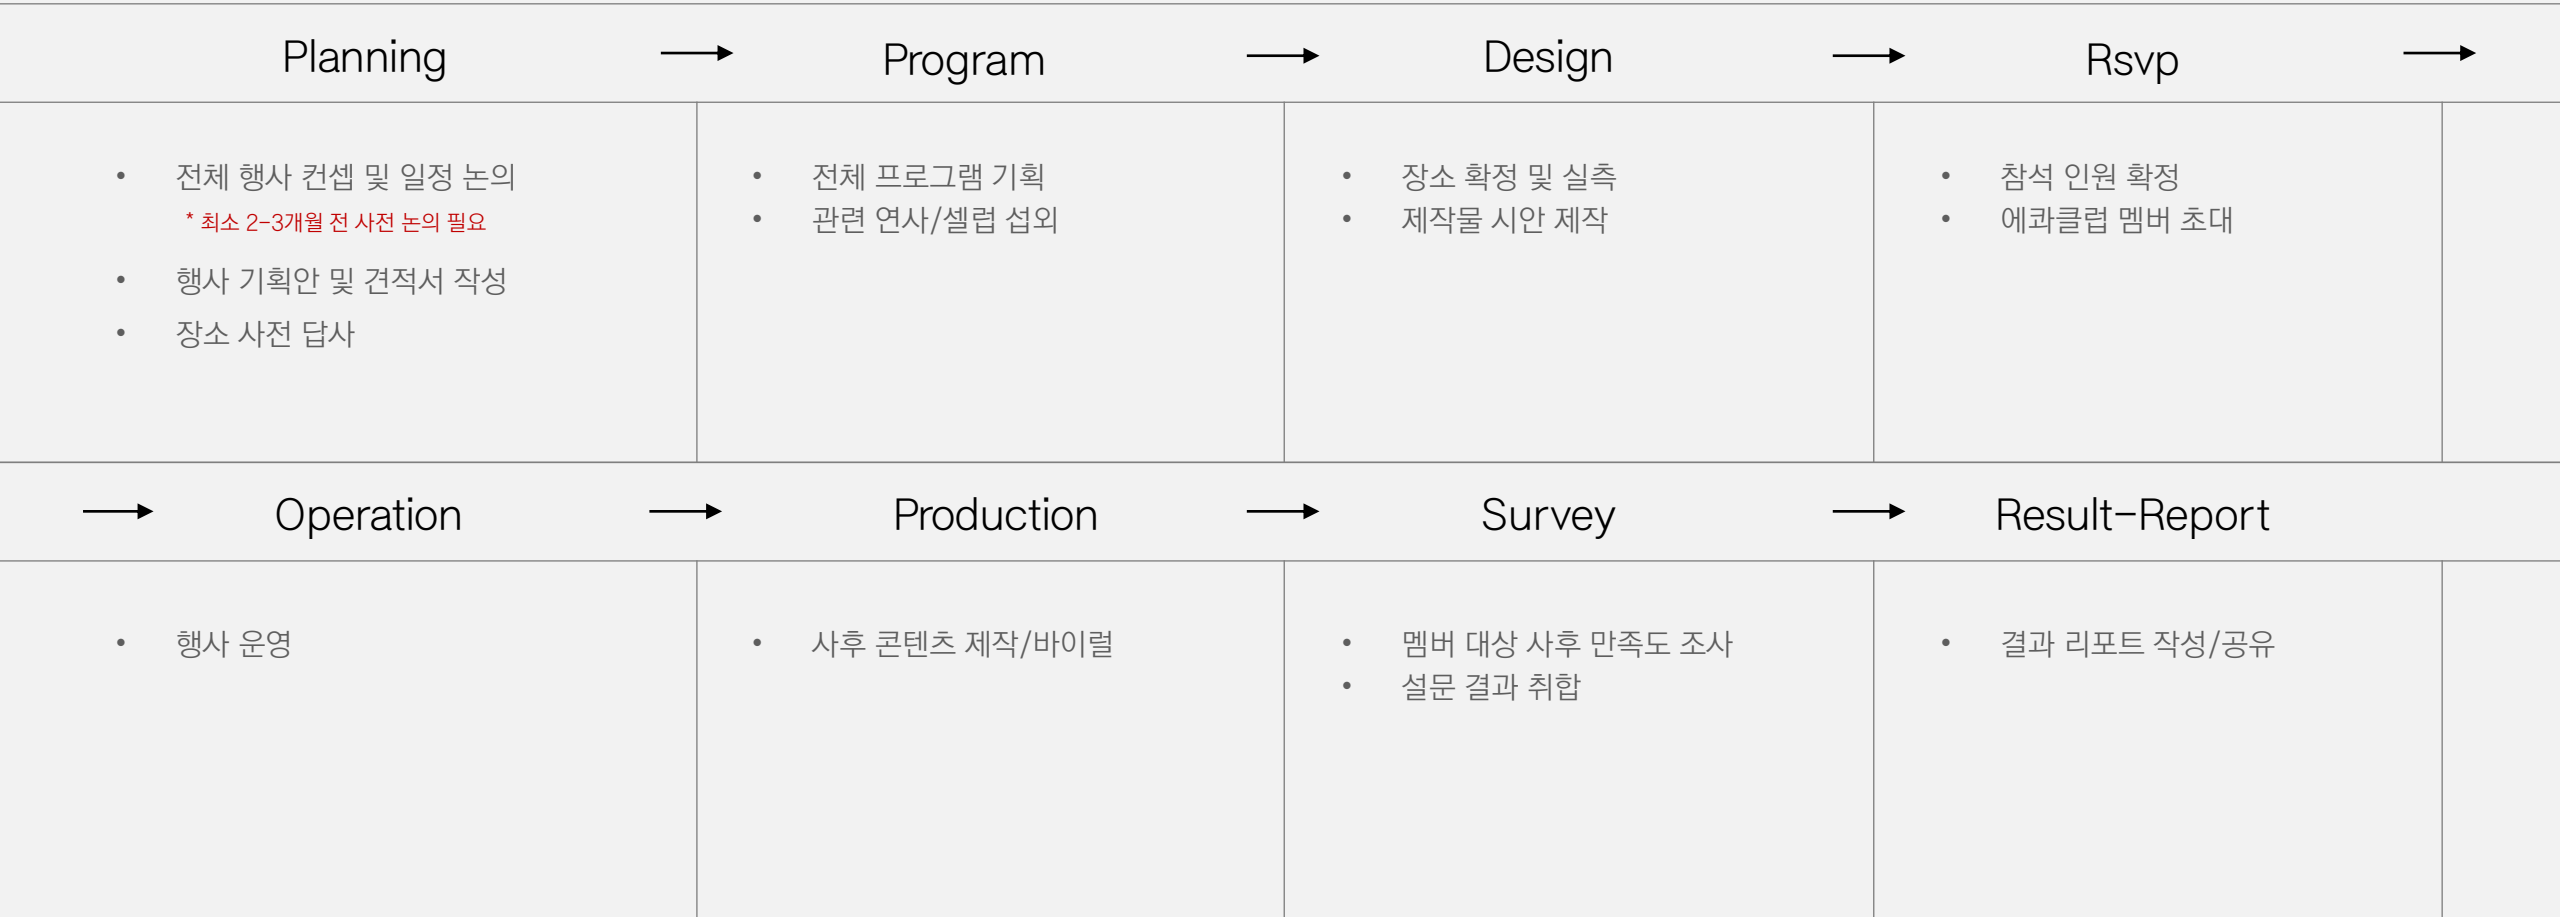 Planning
Program
Design
Rsvp
• 전체 행사 컨셉 및 일정 논의
* 최소 2-3개월 전 사전 논의 필요
• 행사 기획안 및 견적서 작성
• 장소 사전 답사
• 전체 프로그램 기획
• 관련 연사/셀럽 섭외
• 장소 확정 및 실측
• 제작물 시안 제작
• 참석 인원 확정
• 에콰클럽 멤버 초대
Operation
Production
Survey
Result-Report
• 행사 운영
• 사후 콘텐츠 제작/바이럴
• 멤버 대상 사후 만족도 조사
• 설문 결과 취합
• 결과 리포트 작성/공유